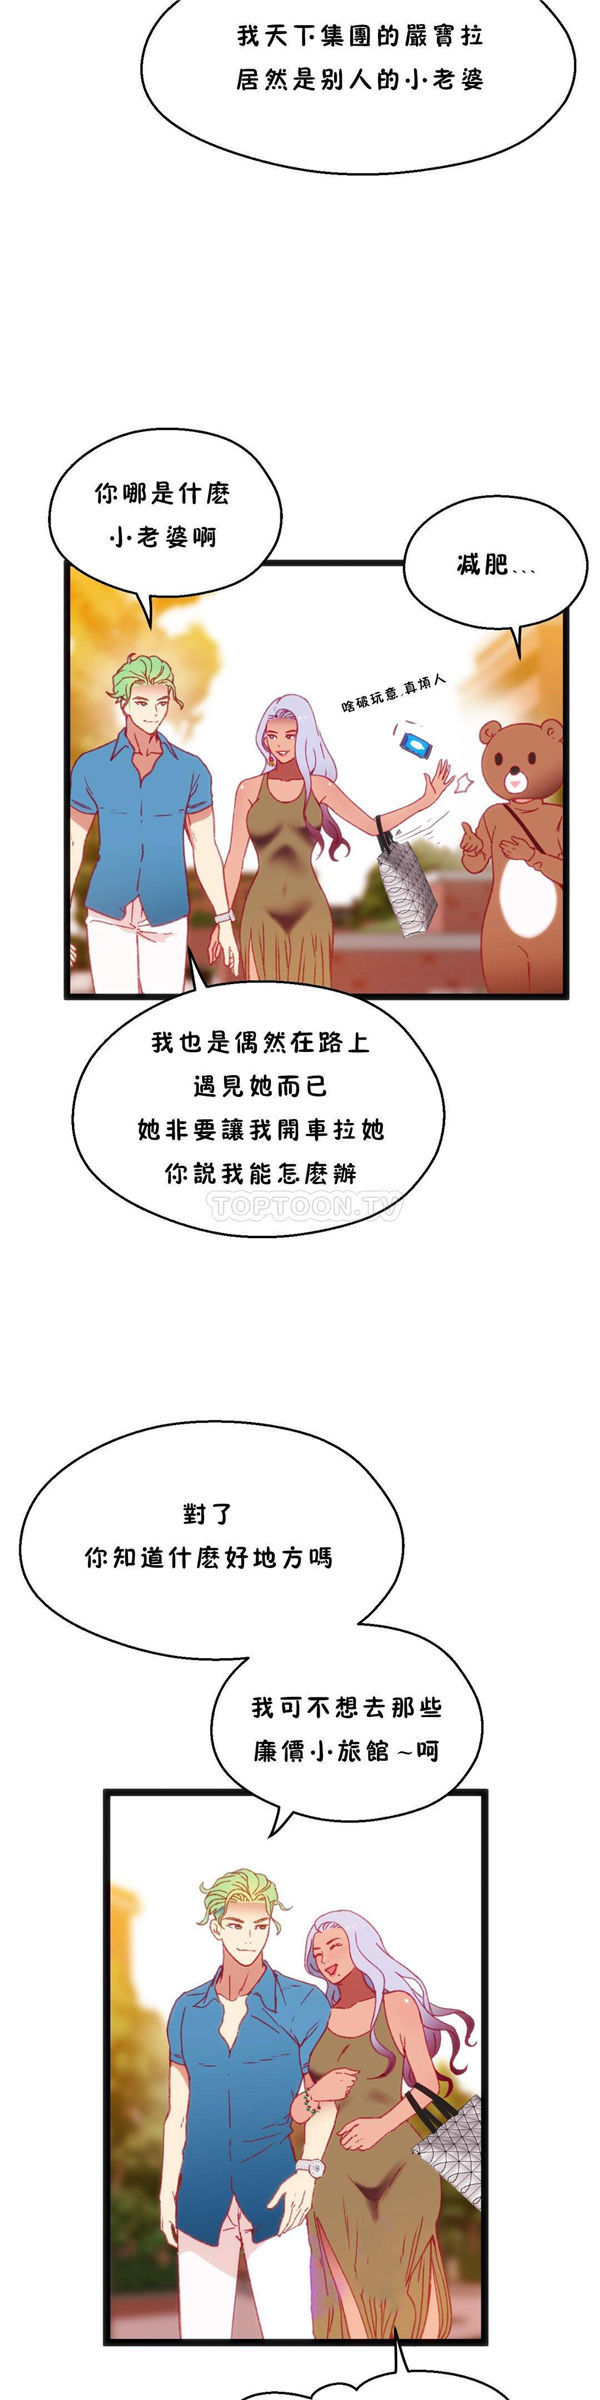 我天下集團的嚴寶拉
居然是別人的小老婆
你哪是什麽
小老婆啊
減肥...
啥破玩意,真煩人
我也是偶然在路上
遇見她而已
她非要讓我開車拉她
你説我能怎麽辦
TOPTOON.TV
對了
你知道什麽好地方嗎
我可不想去那些
廉價小旅館~呵